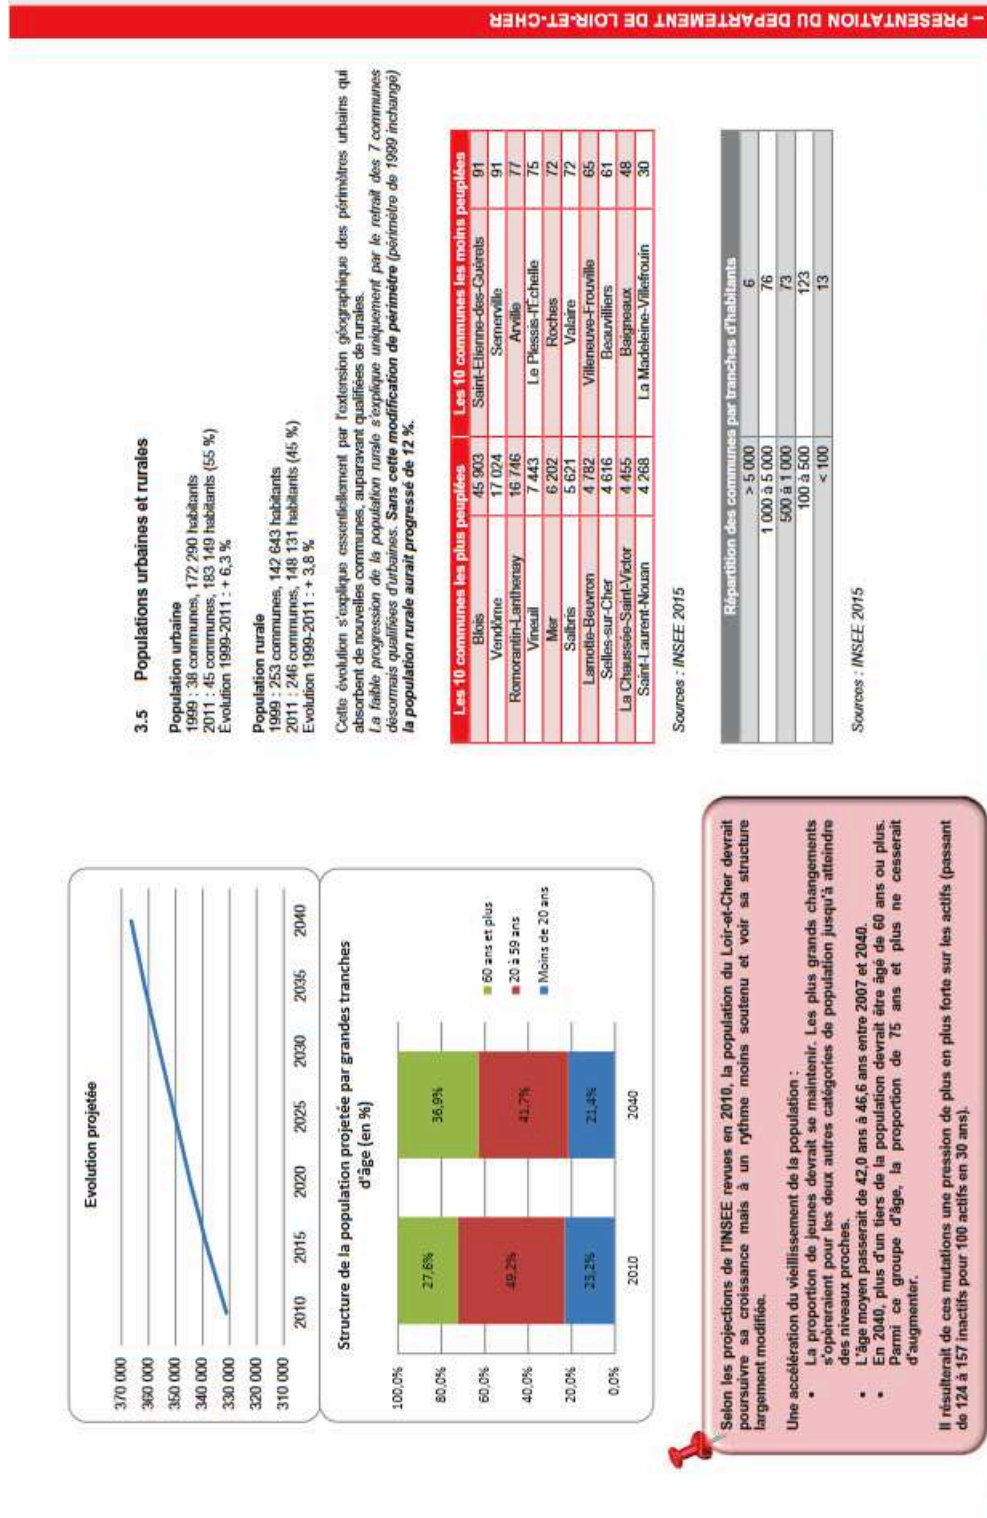 – PRESENTATION DU DEPARTEMENT DE LOIR-ET-CHER
Evolution projetée
370 000
360 000
350 000
340 000
330 000
320 000
310 000
2010 2015 2020 2025 2030 2035 2040
Structure de la population projetée par grandes tranches
d'âge (en %)
100,0%
80,0%
60,0%
40,0%
20,0%
0,0%
27,6%
49,2%
23,2%
36,9%
41,7%
21,4%
2010 2040
60 ans et plus
20 à 59 ans
Moins de 20 ans
Selon les projections de l'INSEE revues en 2010, la population du Loir-et-Cher devrait
poursuivre sa croissance mais à un rythme moins soutenu et voir sa structure
largement modifiée.
Une accélération du vieillissement de la population :
• La proportion de jeunes devrait se maintenir. Les plus grands changements
s'opèreraient pour les deux autres catégories de population jusqu'à atteindre
des niveaux proches.
• L'âge moyen passerait de 42,0 ans à 46,6 ans entre 2007 et 2040.
• En 2040, plus d'un tiers de la population devrait être âgé de 60 ans ou plus.
Parmi ce groupe d'âge, la proportion de 75 ans et plus ne cesserait
d'augmenter.
Il résulterait de ces mutations une pression de plus en plus forte sur les actifs (passant
de 124 à 157 inactifs pour 100 actifs en 30 ans).
3.5 Populations urbaines et rurales
Population urbaine
1999 : 38 communes, 172 290 habitants
2011 : 45 communes, 183 149 habitants (55 %)
Évolution 1999-2011 : + 6,3 %
Population rurale
1999 : 253 communes, 142 643 habitants
2011 : 246 communes, 148 131 habitants (45 %)
Evolution 1999-2011 : + 3,8 %
Cette évolution s'explique essentiellement par l'extension géographique des périmètres urbains qui
absorbent de nouvelles communes, auparavant qualifiées de rurales.
La faible progression de la population rurale s'explique uniquement par le retrait des 7 communes
désormais qualifiées d'urbaines. Sans cette modification de périmètre (périmètre de 1999 inchangé)
la population rurale aurait progressé de 12 %.
Les 10 communes les plus peuplées Les 10 communes les moins peuplées
Blois 45 903 Saint-Etienne-des-Guérets 91
Vendôme 17 024 Semerville 91
Romorantin-Lanthenay 16 746 Arville 77
Vineuil 7 443 Le Plessis-l'Echelle 75
Mer 6 202 Roches 72
Salbris 5 621 Valaire 72
Lamotte-Beuvron 4 782 Villeneuve-Frouville 65
Selles-sur-Cher 4 616 Beauvilliers 61
La Chaussée-Saint-Victor 4 455 Baigneaux 48
Saint-Laurent-Nouan 4 268 La Madeleine-Villefrouin 30
Sources : INSEE 2015
Répartition des communes par tranches d'habitants
> 5 000 6
1 000 à 5 000 76
500 à 1 000 73
100 à 500 123
< 100 13
Sources : INSEE 2015